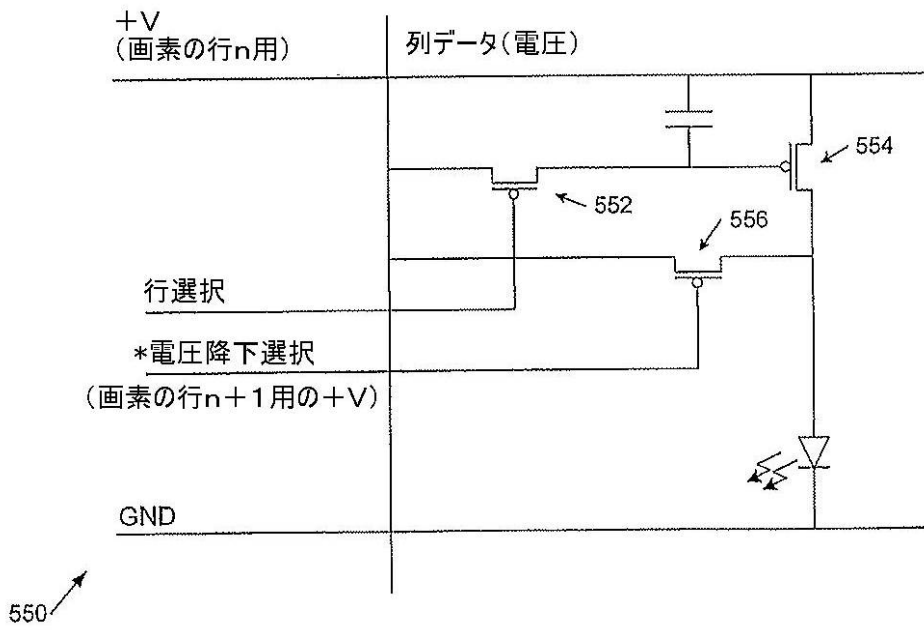 +V
(画素の行n用)
列データ(電圧)
554
552
556
行選択
*電圧降下選択
(画素の行n+1用の+V)
GND
550